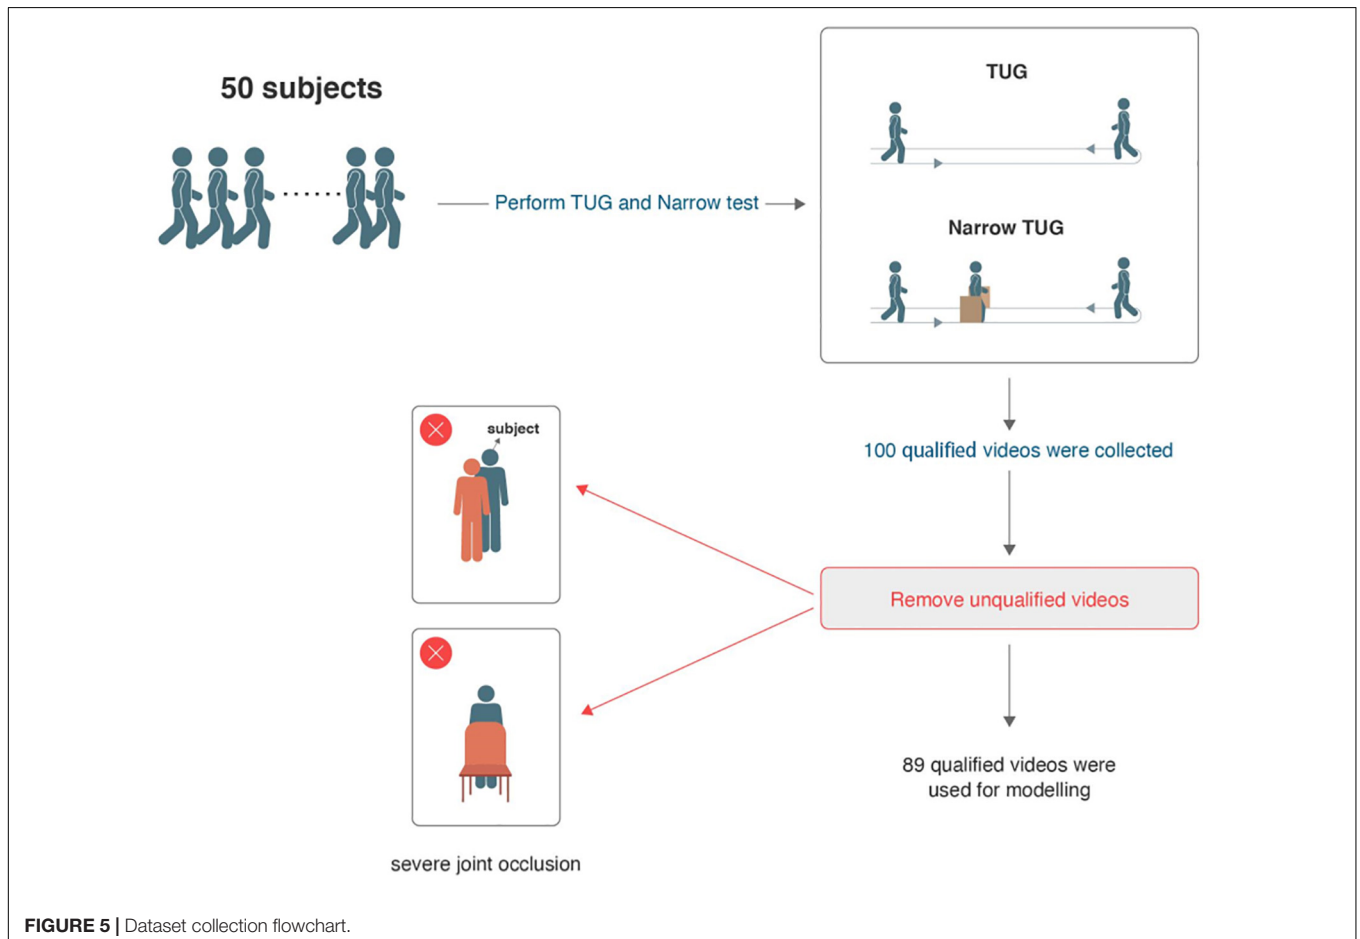 50 subjects
Perform TUG and Narrow test
TUG
Narrow TUG
100 qualified videos were collected
Remove unqualified videos
subject
severe joint occlusion
89 qualified videos were
used for modelling
FIGURE 5 | Dataset collection flowchart.